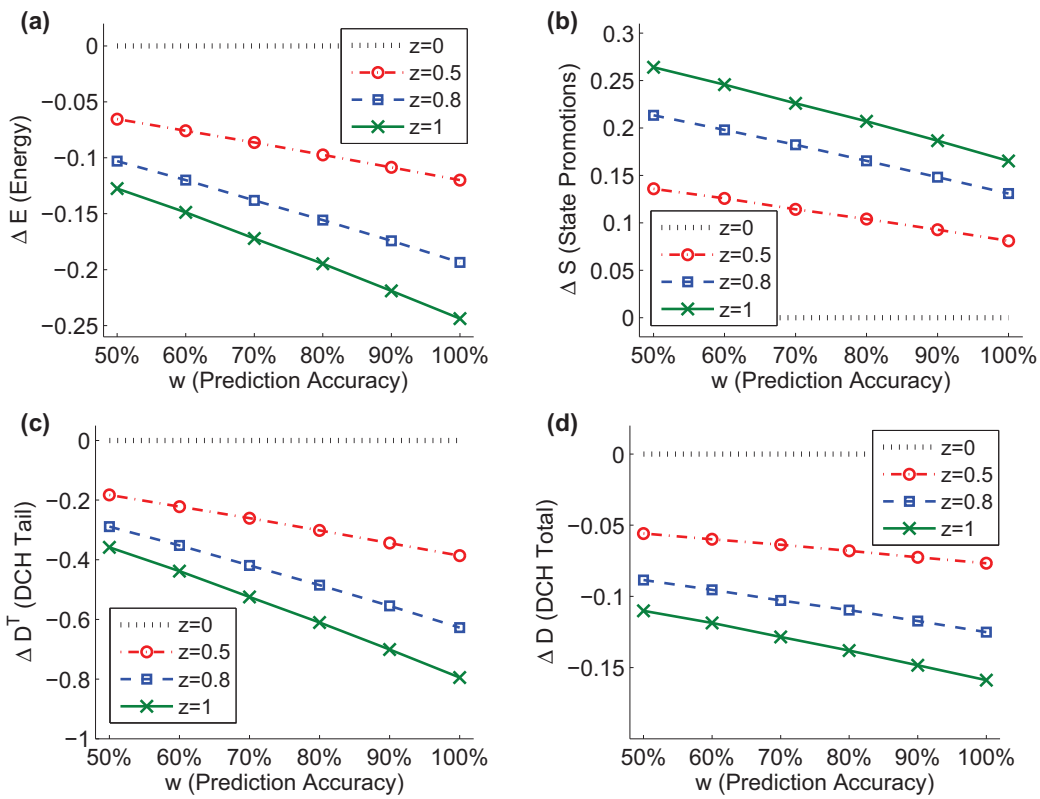 (a)
0
−0.05
−0.1
−0.15
−0.2
−0.25
Δ E (Energy)
50% 60% 70% 80% 90% 100%
w (Prediction Accuracy)
z=0
z=0.5
z=0.8
z=1
(b)
0.3
0.25
0.2
0.15
0.1
0.05
0
Δ S (State Promotions)
50% 60% 70% 80% 90% 100%
w (Prediction Accuracy)
z=0
z=0.5
z=0.8
z=1
(c)
0
−0.2
−0.4
−0.6
−0.8
−1
Δ D^T (DCH Tail)
50% 60% 70% 80% 90% 100%
w (Prediction Accuracy)
z=0
z=0.5
z=0.8
z=1
(d)
0
−0.05
−0.1
−0.15
Δ D (DCH Total)
50% 60% 70% 80% 90% 100%
w (Prediction Accuracy)
z=0
z=0.5
z=0.8
z=1